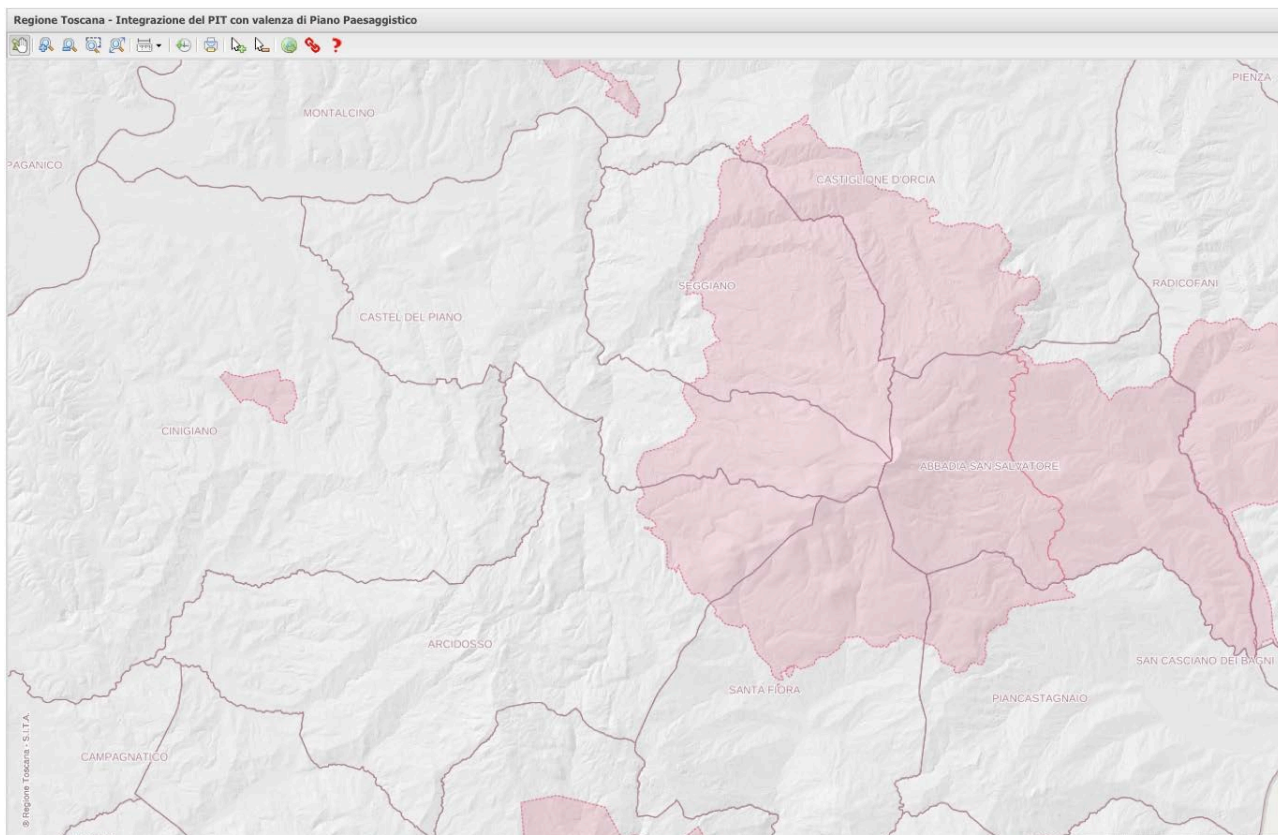 Regione Toscana - Integrazione del PIT con valenza di Piano Paesaggistico
PIENZA
MONTALCINO
PAGANICO
CASTIGLIONE D'ORCIA
SEGGIANO
RADICOFANI
CASTEL DEL PIANO
CINIGIANO
ABBADIA SAN SALVATORE
ARCIDOSSO
SAN CASCIANO DEI BAGNI
SANTA FIORA
PIANCASTAGNAIO
CAMPAGNATICO
® Regione Toscana - S.I.T.A.